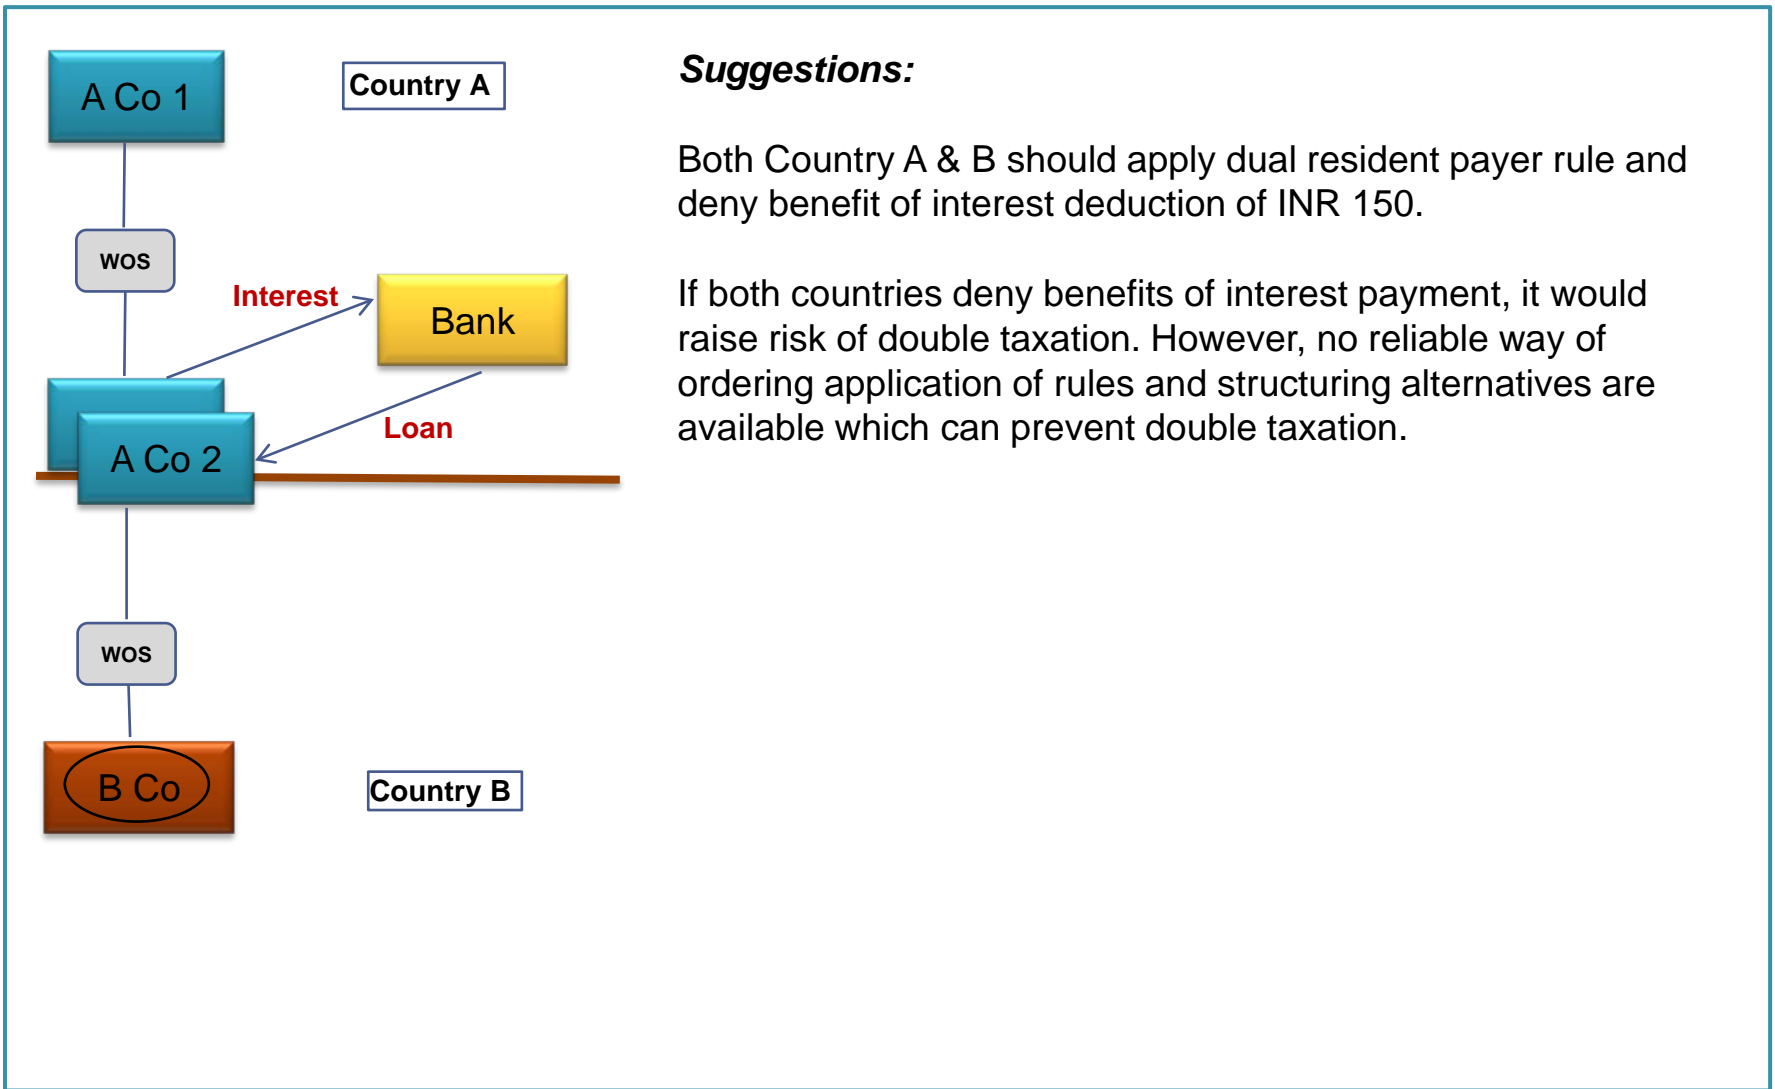 A Co 1
Country A
WOS
Interest
Bank
Loan
A Co 2
WOS
B Co
Country B
Suggestions:
Both Country A & B should apply dual resident payer rule and
deny benefit of interest deduction of INR 150.
If both countries deny benefits of interest payment, it would
raise risk of double taxation. However, no reliable way of
ordering application of rules and structuring alternatives are
available which can prevent double taxation.